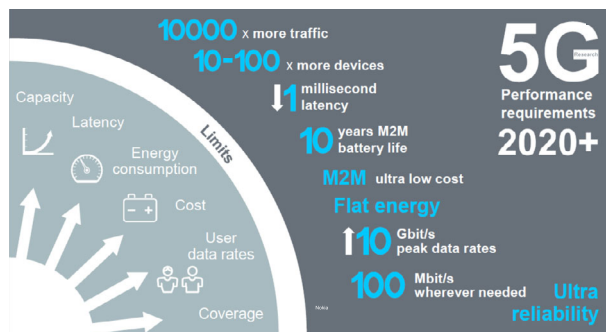 10000 x more traffic
10-100 x more devices
1 millisecond
latency
10 years M2M
battery life
M2M ultra low cost
Flat energy
10 Gbit/s
peak data rates
100 Mbit/s
wherever needed
Ultra
reliability
5G
Research
Performance
requirements
2020+
Limits
Capacity
Latency
Energy
consumption
Cost
User
data rates
Coverage
Nokia